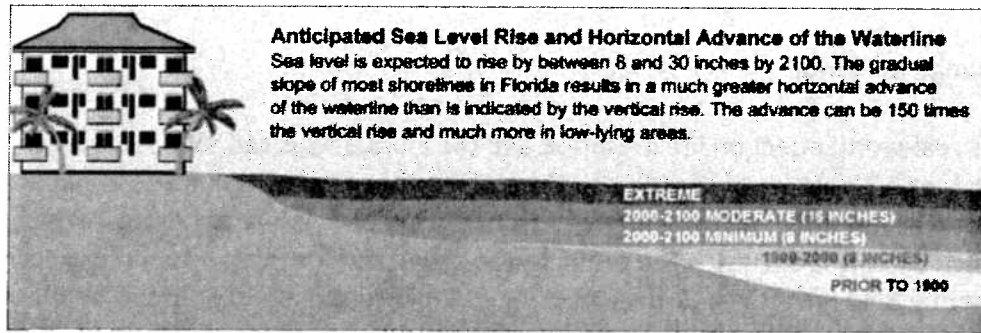 Anticipated Sea Level Rise and Horizontal Advance of the Waterline
Sea level is expected to rise by between 8 and 30 inches by 2100. The gradual
slope of most shorelines in Florida results in a much greater horizontal advance
of the waterline than is indicated by the vertical rise. The advance can be 150 times
the vertical rise and much more in low-lying areas.
EXTREME
2000-2100 MODERATE (15 INCHES)
2000-2100 MINIMUM (8 INCHES)
1900-2000 (8 INCHES)
PRIOR TO 1900